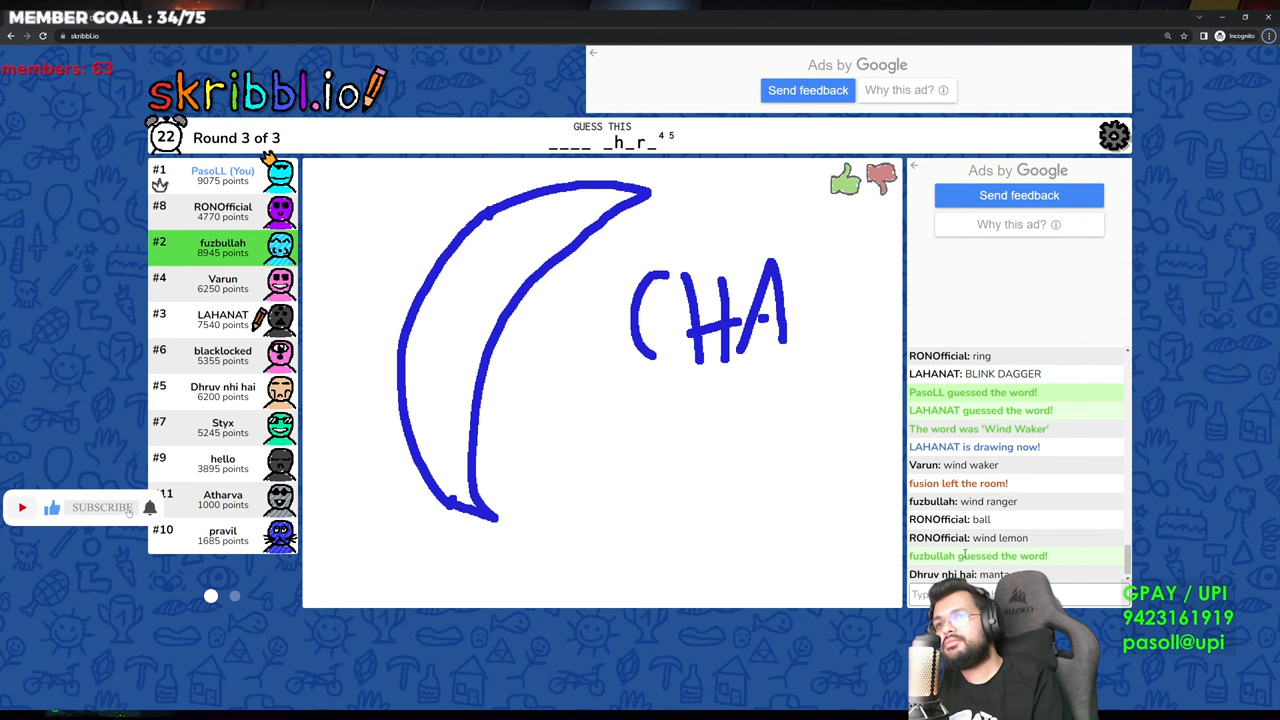 MEMBER GOAL : 34/75
skribbl.io
Incognito
members: 63
skribbl.io
Ads by Google
Send feedback
Why this ad?
22
Round 3 of 3
GUESS THIS
____ _h_r_ 4 5
#1
PasoLL (You)
9075 points
#8
RONOfficial
4770 points
#2
fuzbullah
8945 points
#4
Varun
6250 points
#3
LAHANAT
7540 points
#6
blacklocked
5355 points
#5
Dhruv nhi hai
6200 points
#7
Styx
5245 points
#9
hello
3895 points
#11
Atharva
1000 points
#10
pravil
1685 points
SUBSCRIBE
CHA
Ads by Google
Send feedback
Why this ad?
RONOfficial: ring
LAHANAT: BLINK DAGGER
PasoLL guessed the word!
LAHANAT guessed the word!
The word was 'Wind Waker'
LAHANAT is drawing now!
Varun: wind waker
fusion left the room!
fuzbullah: wind ranger
RONOfficial: ball
RONOfficial: wind lemon
fuzbullah guessed the word!
Dhruv nhi hai: manta
GPAY / UPI
9423161919
pasoll@upi
CORSAIR